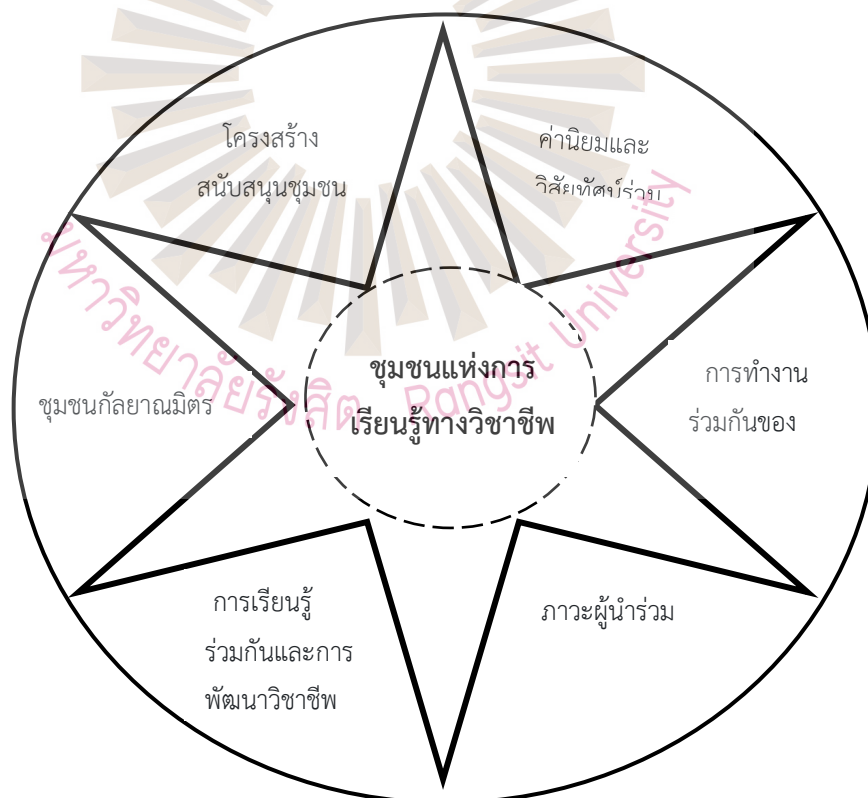 โครงสร้าง
สนับสนุนชุมชน
ค่านิยมและ
วิสัยทัศน์ร่วม
ชุมชนแห่งการ
เรียนรู้ทางวิชาชีพ
การทำงาน
ร่วมกันของ
ชุมชนกัลยาณมิตร
การเรียนรู้
ร่วมกันและการ
พัฒนาวิชาชีพ
ภาวะผู้นำร่วม
มหาวิทยาลัยรังสิต Rangsit University